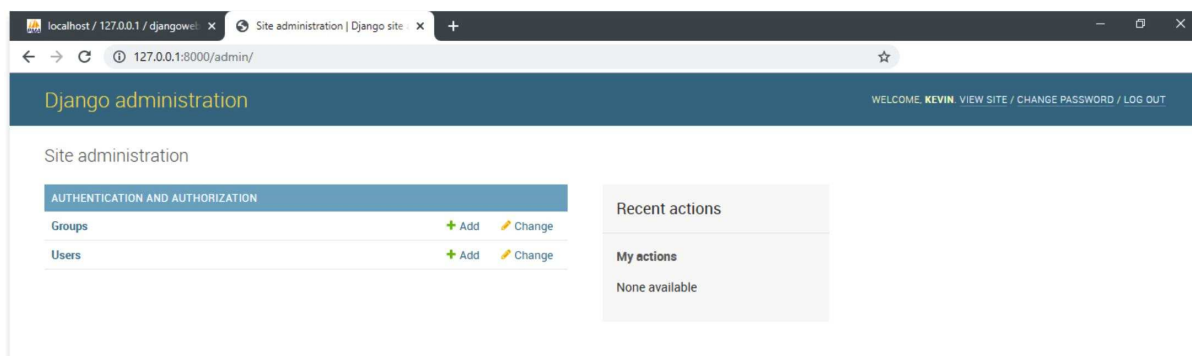 localhost / 127.0.0.1 / djangoweb
Site administration | Django site
127.0.0.1:8000/admin/
Django administration
WELCOME, KEVIN. VIEW SITE / CHANGE PASSWORD / LOG OUT
Site administration
AUTHENTICATION AND AUTHORIZATION
Groups + Add Change
Users + Add Change
Recent actions
My actions
None available